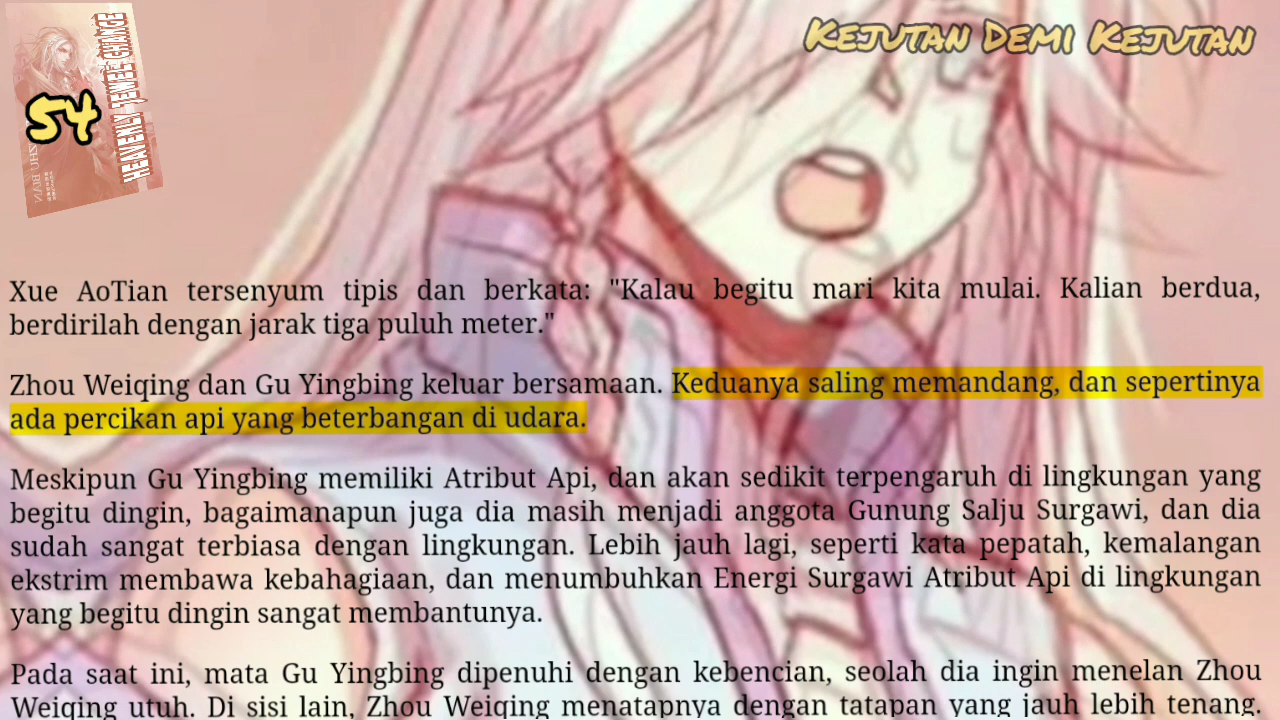 Kejutan Demi Kejutan
54
HEAVENLY JEWEL CHANGE
Xue AoTian tersenyum tipis dan berkata: "Kalau begitu mari kita mulai. Kalian berdua,
berdirilah dengan jarak tiga puluh meter."
Zhou Weiqing dan Gu Yingbing keluar bersamaan. Keduanya saling memandang, dan sepertinya
ada percikan api yang beterbangan di udara.
Meskipun Gu Yingbing memiliki Atribut Api, dan akan sedikit terpengaruh di lingkungan yang
begitu dingin, bagaimanapun juga dia masih menjadi anggota Gunung Salju Surgawi, dan dia
sudah sangat terbiasa dengan lingkungan. Lebih jauh lagi, seperti kata pepatah, kemalangan
ekstrim membawa kebahagiaan, dan menumbuhkan Energi Surgawi Atribut Api di lingkungan
yang begitu dingin sangat membantunya.
Pada saat ini, mata Gu Yingbing dipenuhi dengan kebencian, seolah dia ingin menelan Zhou
Weiqing utuh. Di sisi lain, Zhou Weiqing menatapnya dengan tatapan yang jauh lebih tenang.